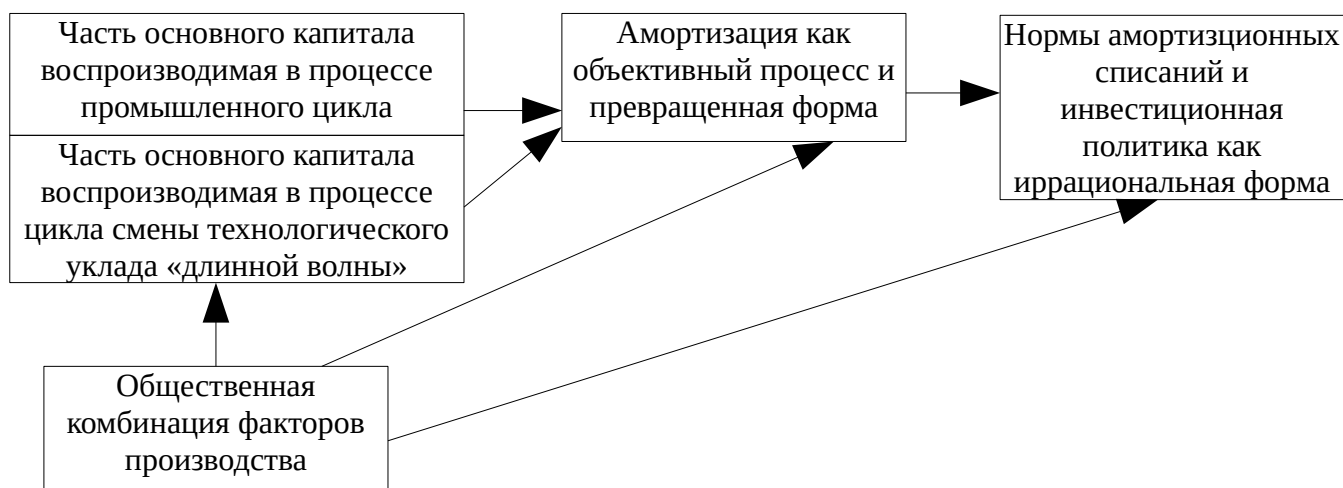 Часть основного капитала
воспроизводимая в процессе
промышленного цикла
Часть основного капитала
воспроизводимая в процессе
цикла смены технологического
уклада «длинной волны»
Амортизация как
объективный процесс и
превращенная форма
Нормы амортизционных
списаний и
инвестиционная
политика как
иррациональная форма
Общественная
комбинация факторов
производства